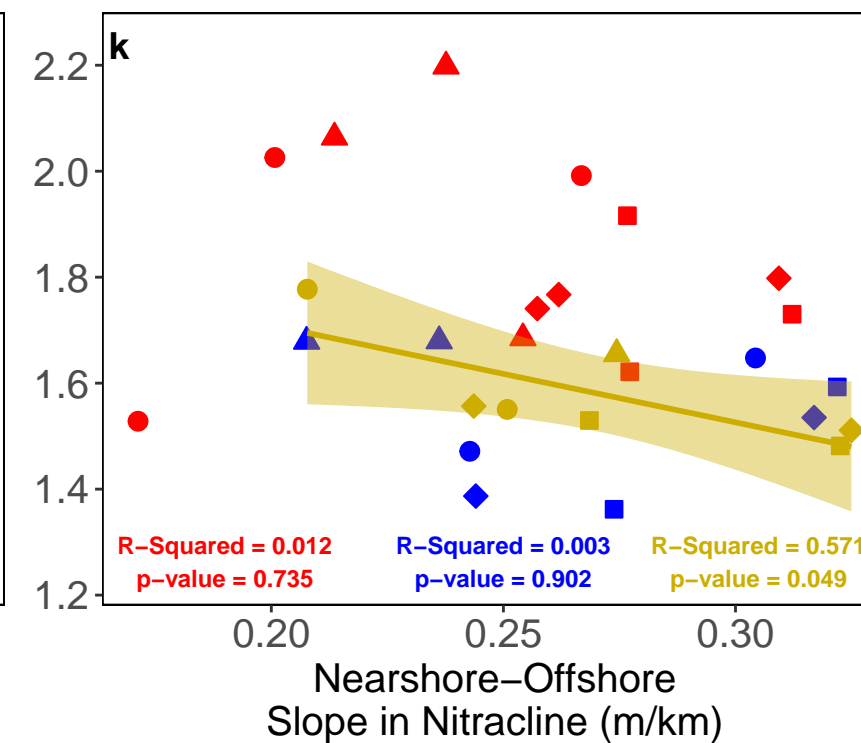 k
2.2
2.0
1.8
1.6
1.4
1.2
R−Squared = 0.012
p−value = 0.735
R−Squared = 0.003
p−value = 0.902
R−Squared = 0.571
p−value = 0.049
0.20 0.25 0.30
Nearshore−Offshore
Slope in Nitracline (m/km)